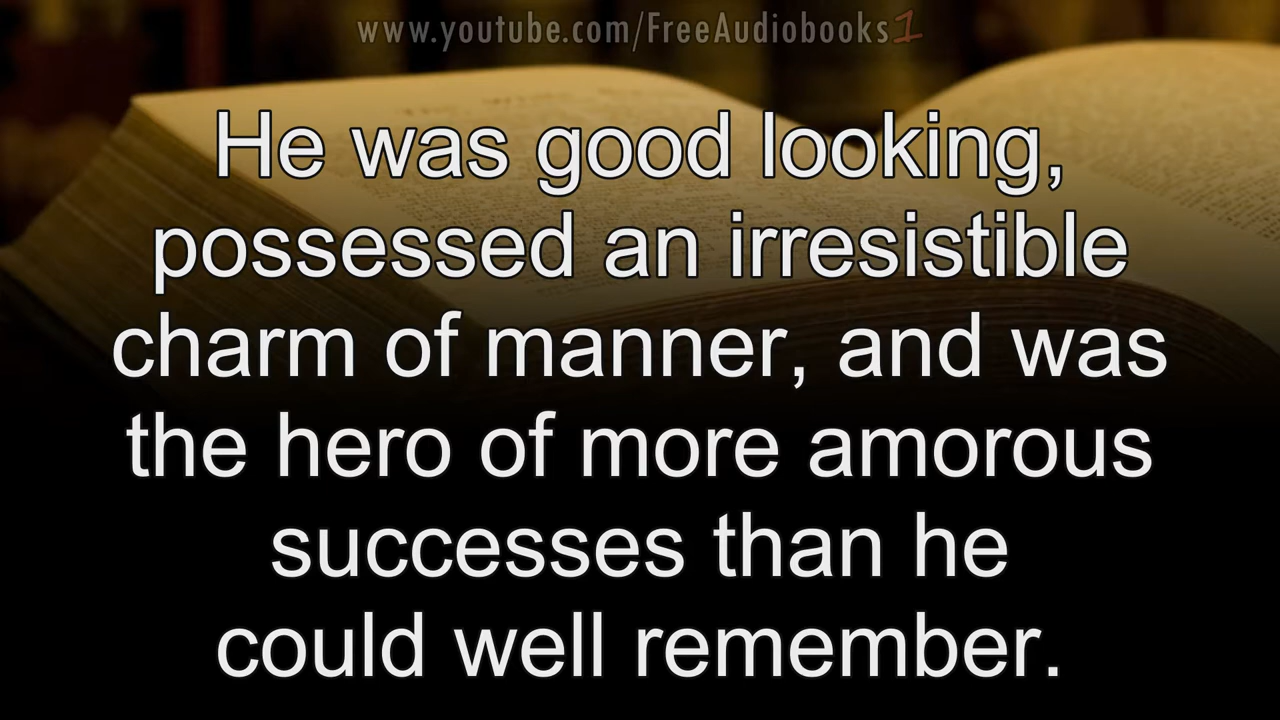 www.youtube.com/FreeAudiobooks1
He was good looking,
possessed an irresistible
charm of manner, and was
the hero of more amorous
successes than he
could well remember.